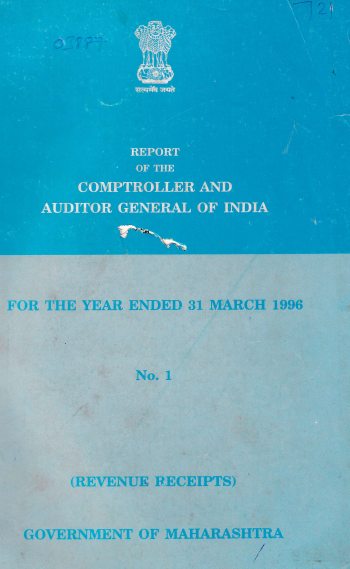 721
सत्यमेव जयते
REPORT
OF THE
COMPTROLLER AND
AUDITOR GENERAL OF INDIA
FOR THE YEAR ENDED 31 MARCH 1996
No. 1
(REVENUE RECEIPTS)
GOVERNMENT OF MAHARASHTRA